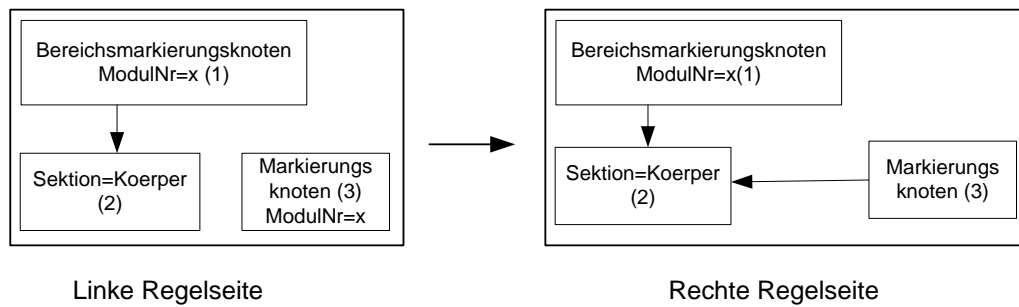 Bereichsmarkierungsknoten
ModulNr=x (1)
Sektion=Koerper
(2)
Markierungs
knoten (3)
ModulNr=x
Linke Regelseite
Bereichsmarkierungsknoten
ModulNr=x(1)
Sektion=Koerper
(2)
Markierungs
knoten (3)
Rechte Regelseite